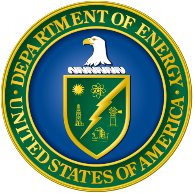 DEPARTMENT OF ENERGY
UNITED STATES OF AMERICA